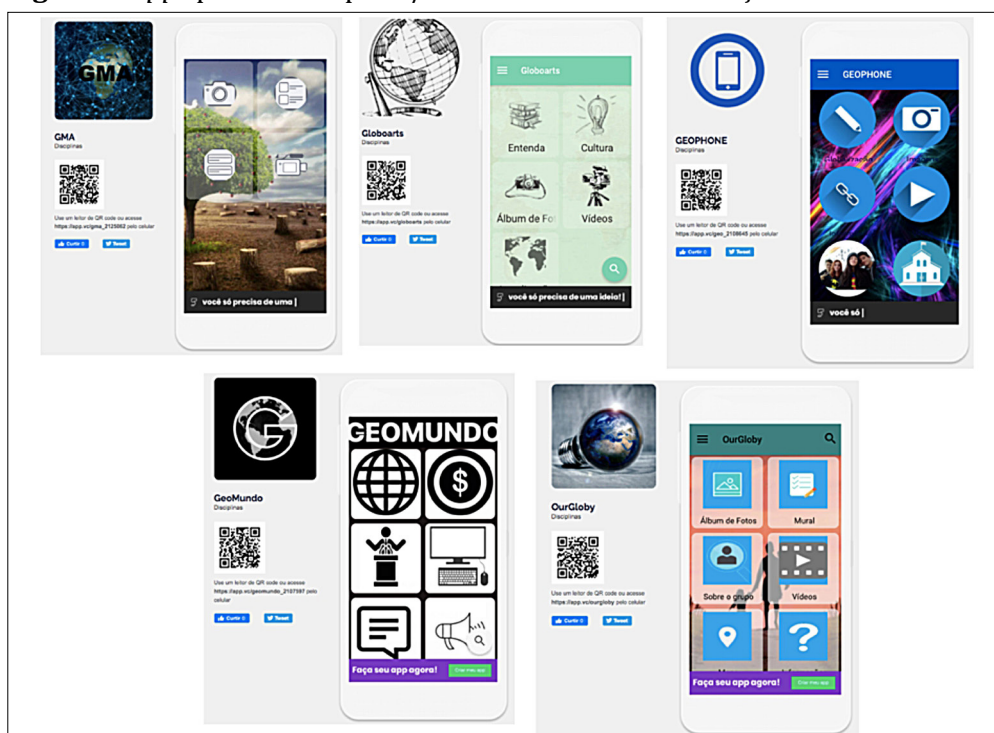 GMA
GMA
Disciplinas
Use um leitor de QR code ou acesse
https://app.vc/gma_2125062 pelo celular
Curtir 0
Tweet
você só precisa de uma |
Globoarts
Disciplinas
Use um leitor de QR code ou acesse
https://app.vc/globoarts pelo celular
Curtir 0
Tweet
Globoarts
Entenda
Cultura
Álbum de Fot
Vídeos
você só precisa de uma ideia! |
GEOPHONE
Disciplinas
Use um leitor de QR code ou acesse
https://app.vc/geo_2108645 pelo celular
Curtir 0
Tweet
GEOPHONE
você só |
GeoMundo
Disciplinas
Use um leitor de QR code ou acesse
https://app.vc/geomundo_2107597 pelo
celular
Curtir 0
Tweet
GEOMUNDO
Faça seu app agora!
Criar meu app
OurGloby
Disciplinas
Use um leitor de QR code ou acesse
https://app.vc/ourgloby pelo celular
Curtir 0
Tweet
OurGloby
Álbum de Fotos
Mural
Sobre o grupo
Vídeos
Faça seu app agora!
Criar meu app